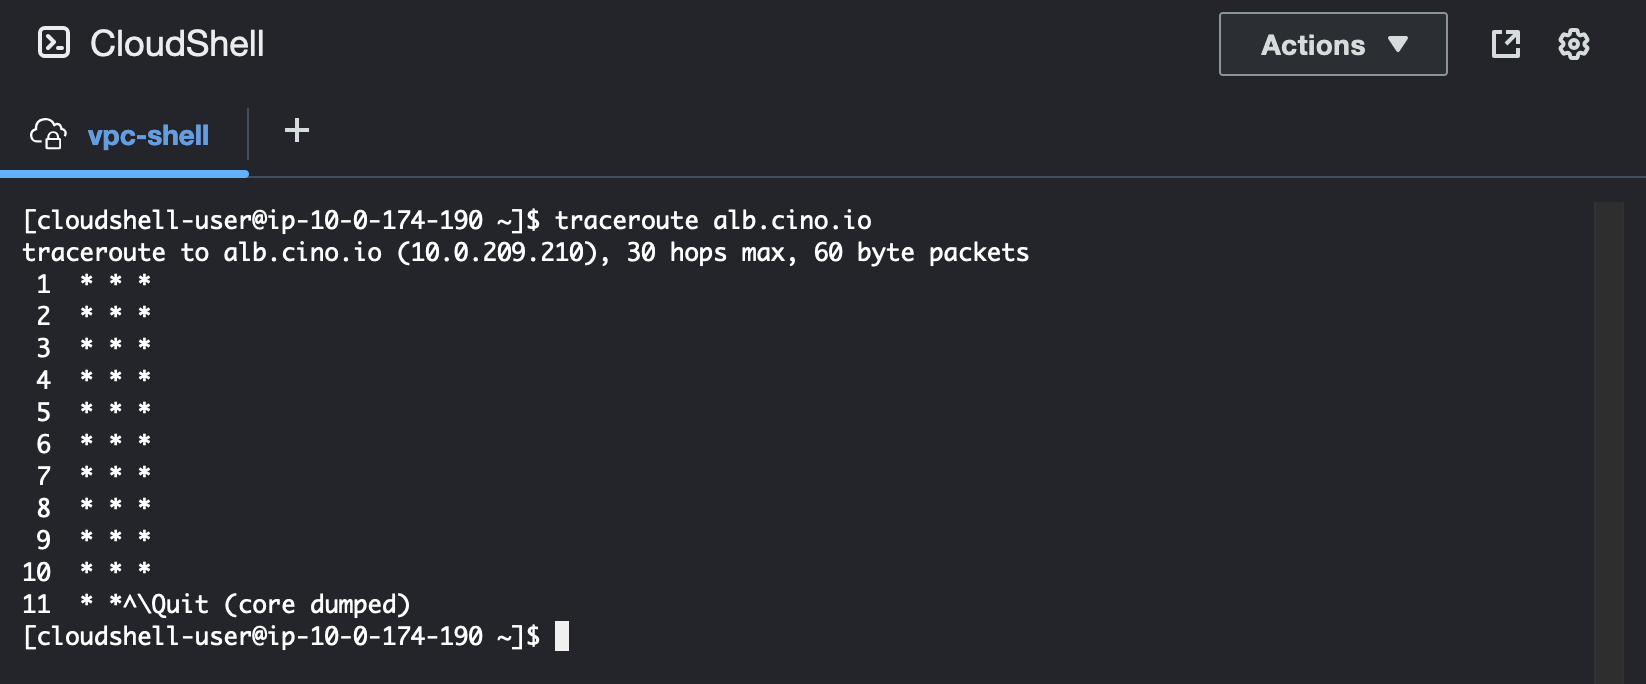 CloudShell
Actions ▼
vpc-shell
+
[cloudshell-user@ip-10-0-174-190 ~]$ traceroute alb.cino.io
traceroute to alb.cino.io (10.0.209.210), 30 hops max, 60 byte packets
 1  * * *
 2  * * *
 3  * * *
 4  * * *
 5  * * *
 6  * * *
 7  * * *
 8  * * *
 9  * * *
10  * * *
11  * *^\Quit (core dumped)
[cloudshell-user@ip-10-0-174-190 ~]$